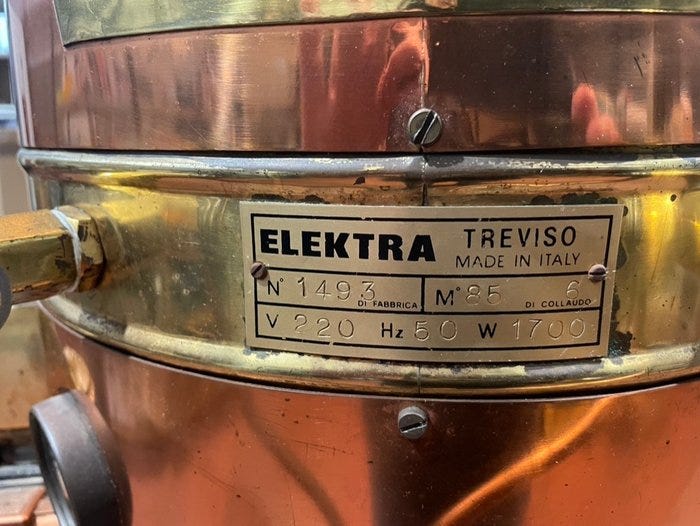 ELEKTRA TREVISO
MADE IN ITALY
N° 1493 DI FABBRICA M° 85 6 DI COLLAUDO
V 220 Hz 50 W 1700